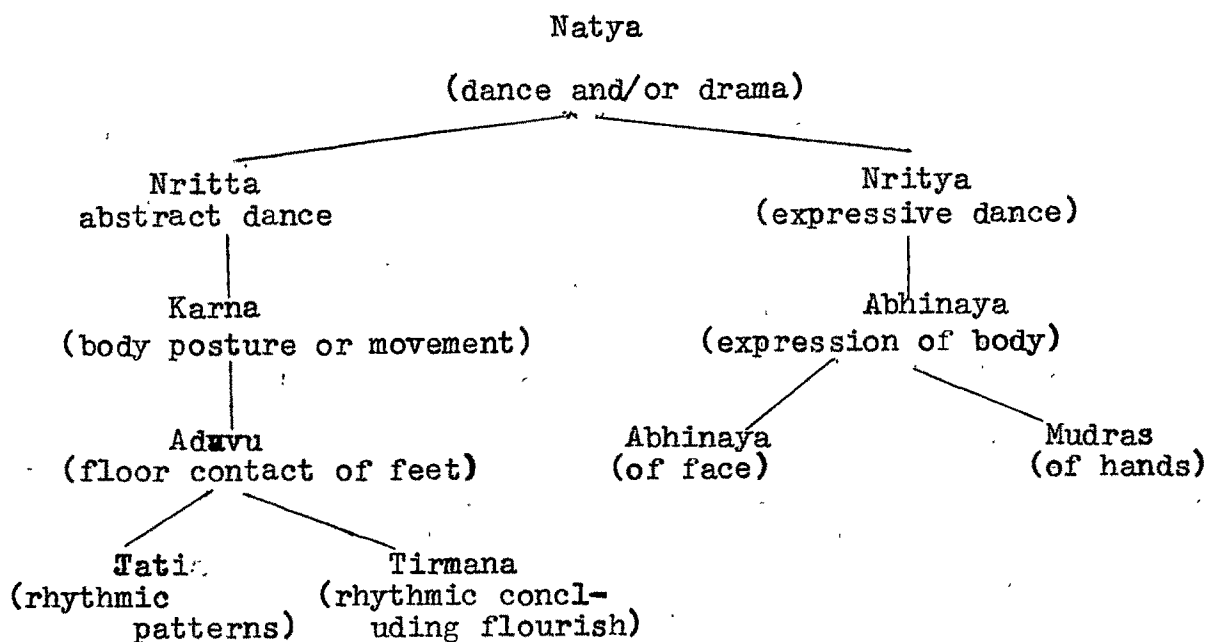 Natya
(dance and/or drama)
Nritta
abstract dance
Nritya
(expressive dance)
Karna
(body posture or movement)
Abhinaya
(expression of body)
Aduvu
(floor contact of feet)
Abhinaya
(of face)
Mudras
(of hands)
(rhythmic
patterns)
Tirmana
(rhythmic concl-
uding flourish)